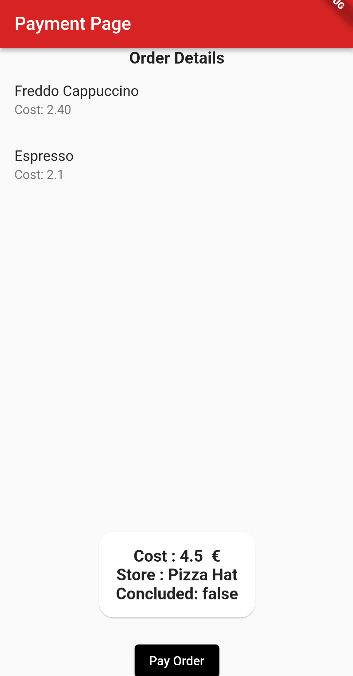 Payment Page
Order Details
Freddo Cappuccino
Cost: 2.40
Espresso
Cost: 2.1
Cost : 4.5 €
Store : Pizza Hat
Concluded: false
Pay Order